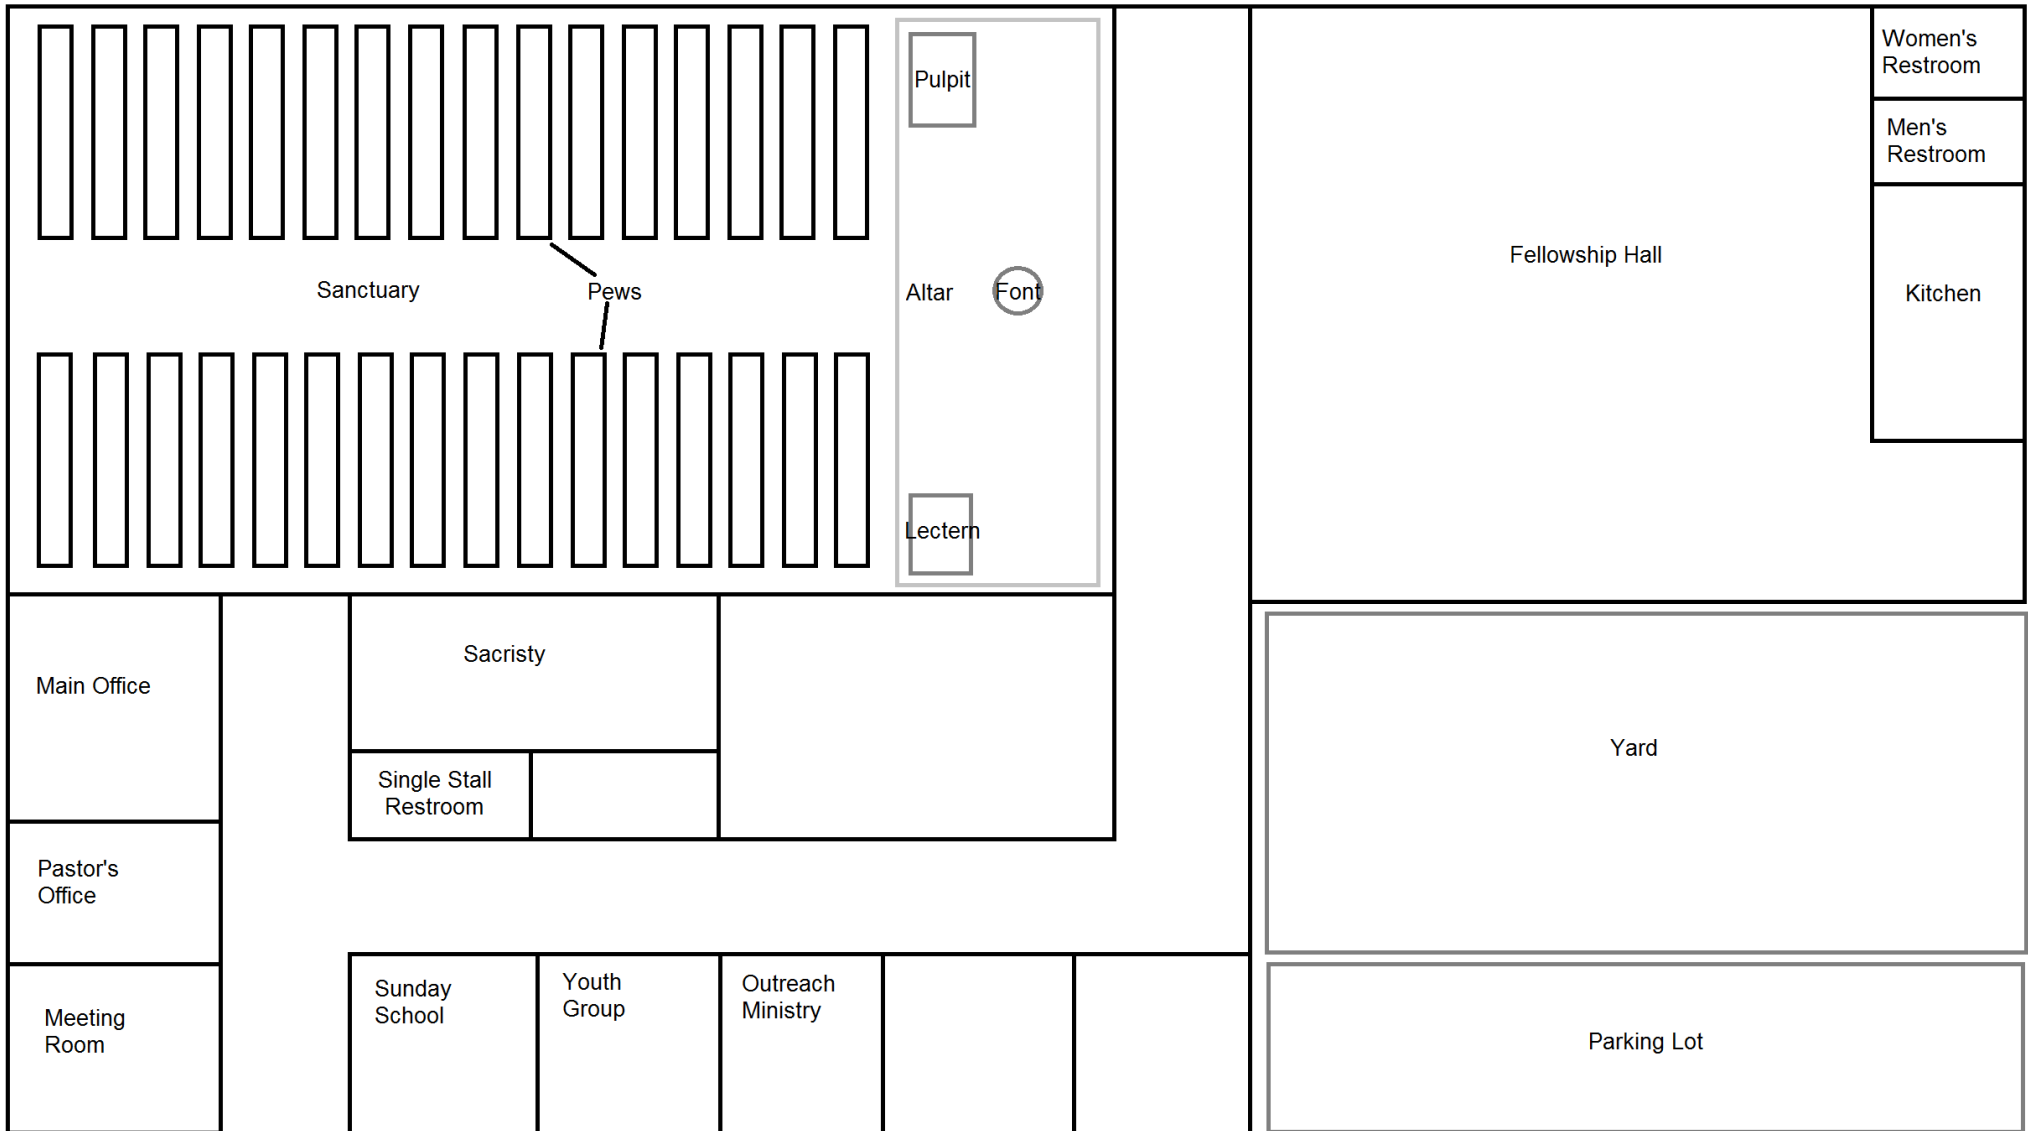 Women's
Restroom
Pulpit
Men's
Restroom
Fellowship Hall
Sanctuary
Pews
Altar
Font
Kitchen
Lectern
Sacristy
Main Office
Yard
Single Stall
Restroom
Pastor's
Office
Sunday
School
Youth
Group
Outreach
Ministry
Meeting
Room
Parking Lot